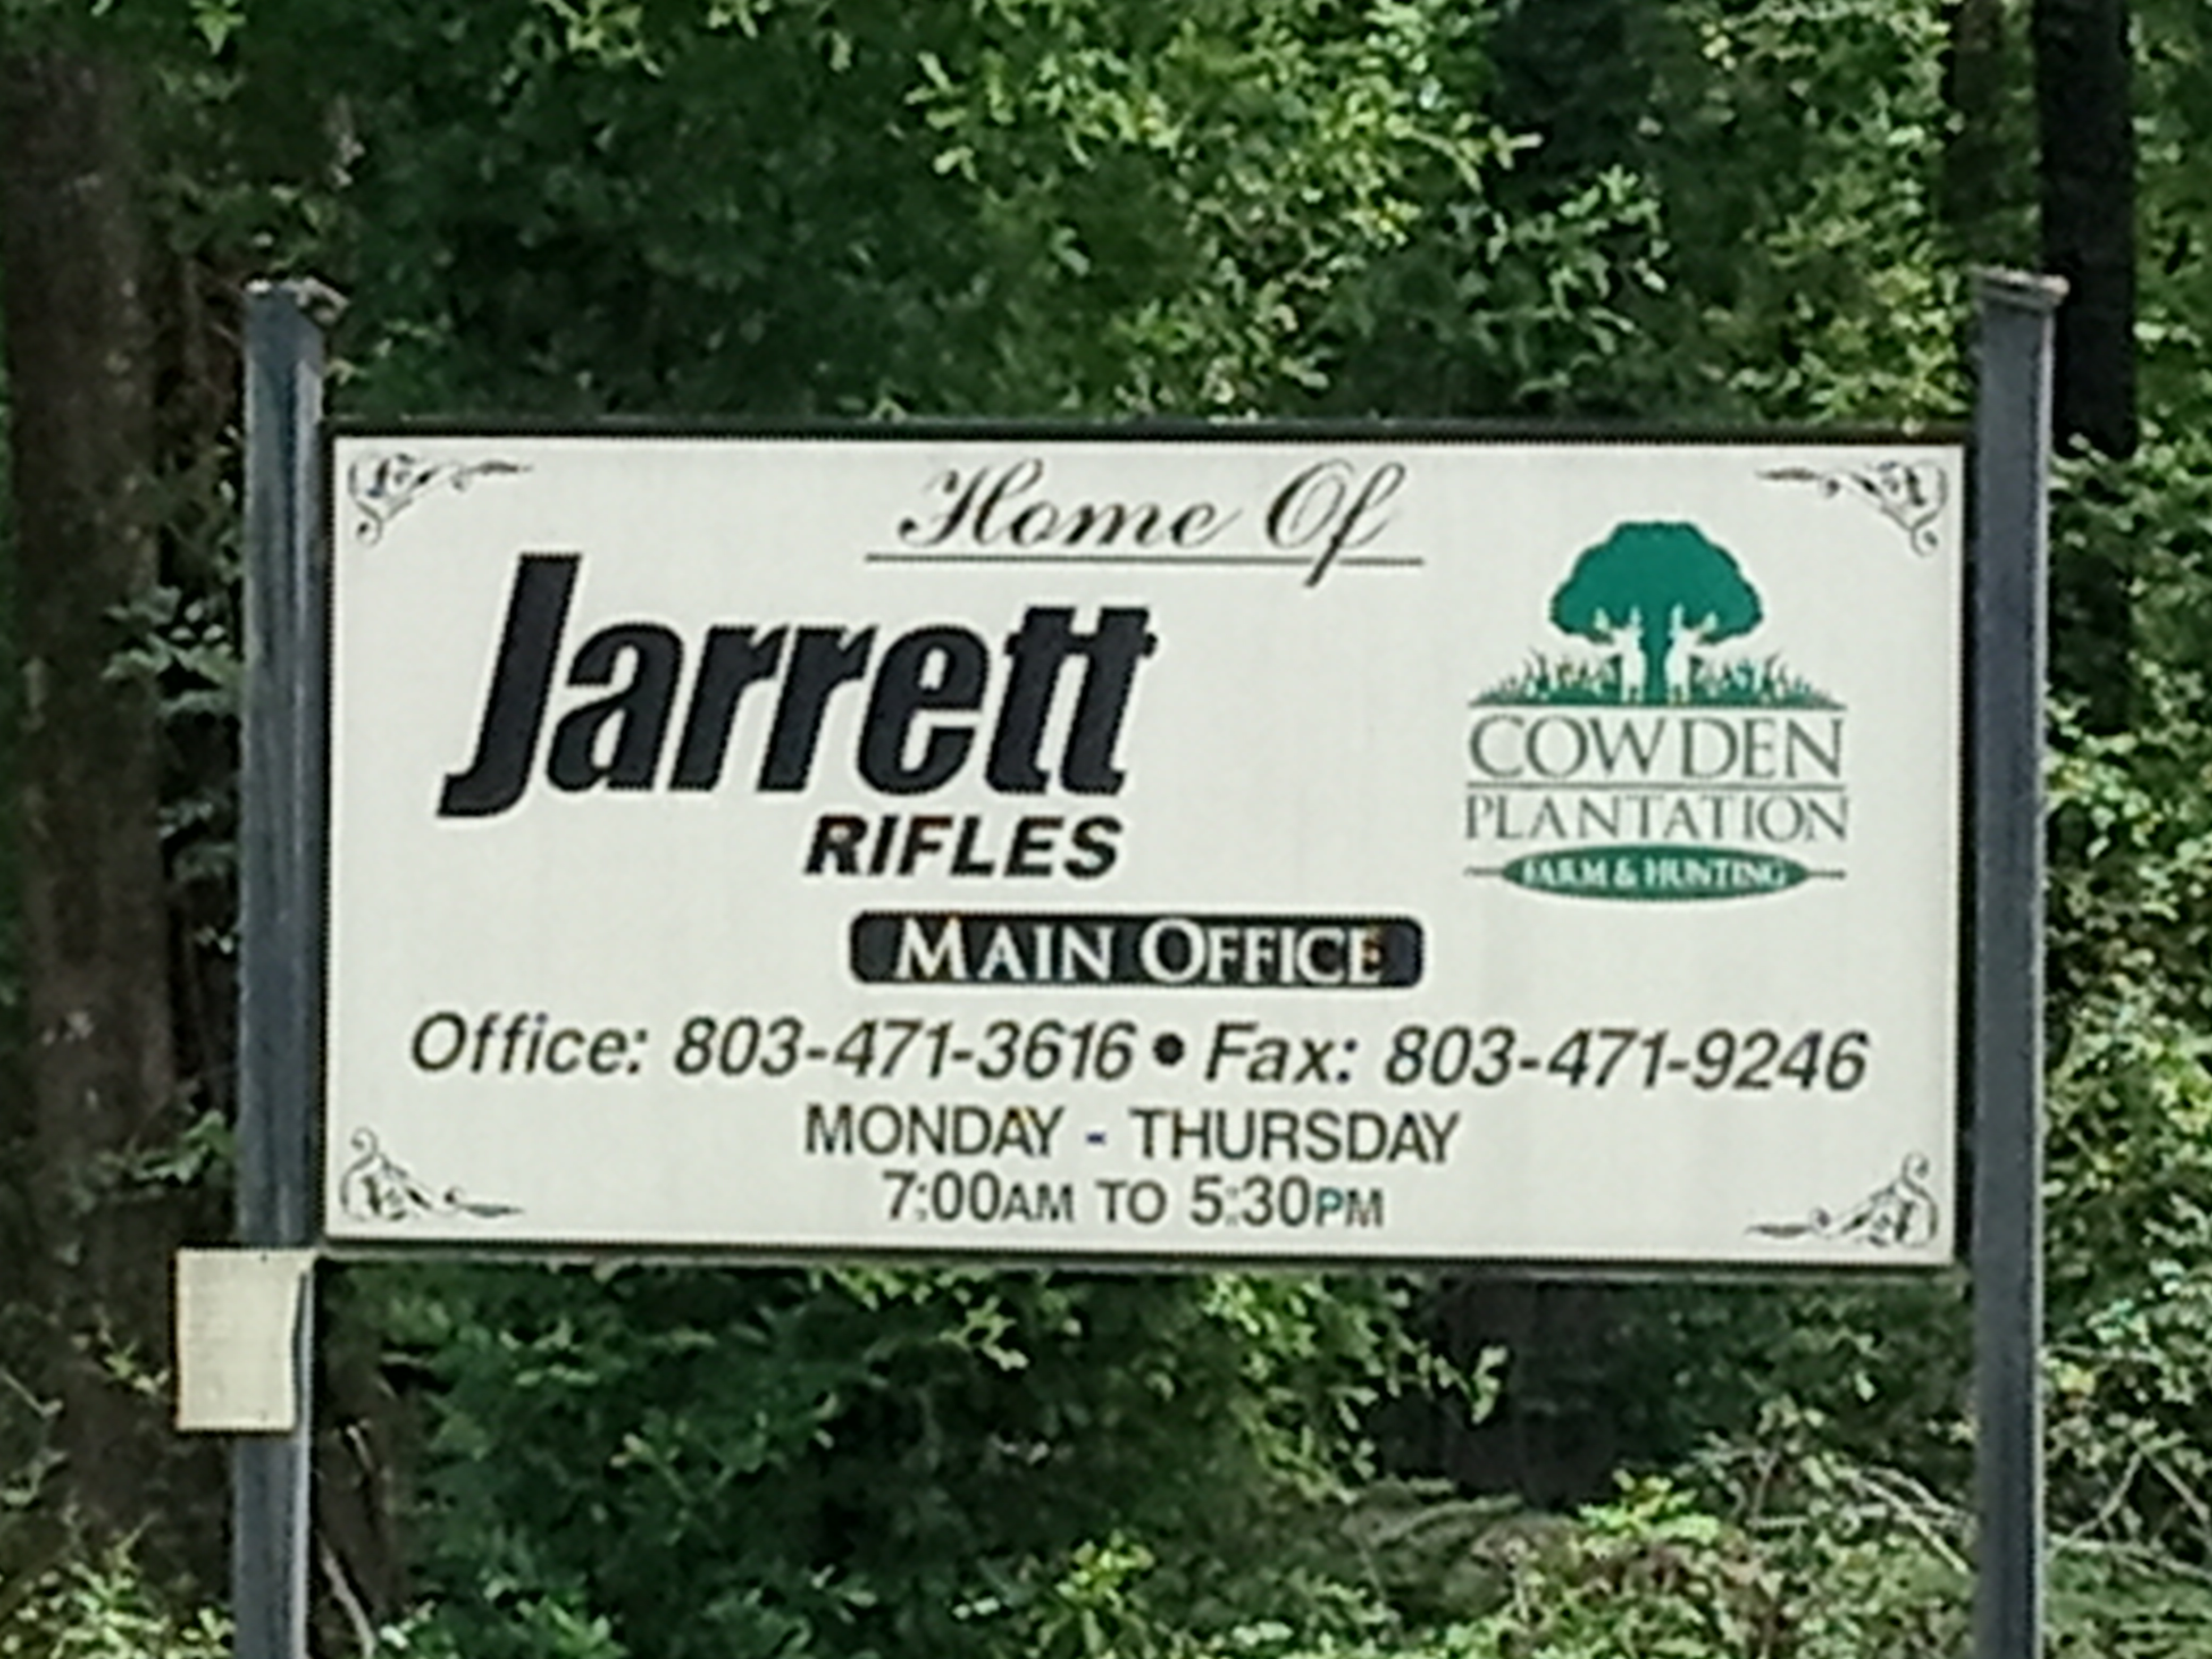 Home Of
Jarrett
RIFLES
COWDEN
PLANTATION
FARM & HUNTING
MAIN OFFICE
Office: 803-471-3616 • Fax: 803-471-9246
MONDAY - THURSDAY
7:00AM TO 5:30PM